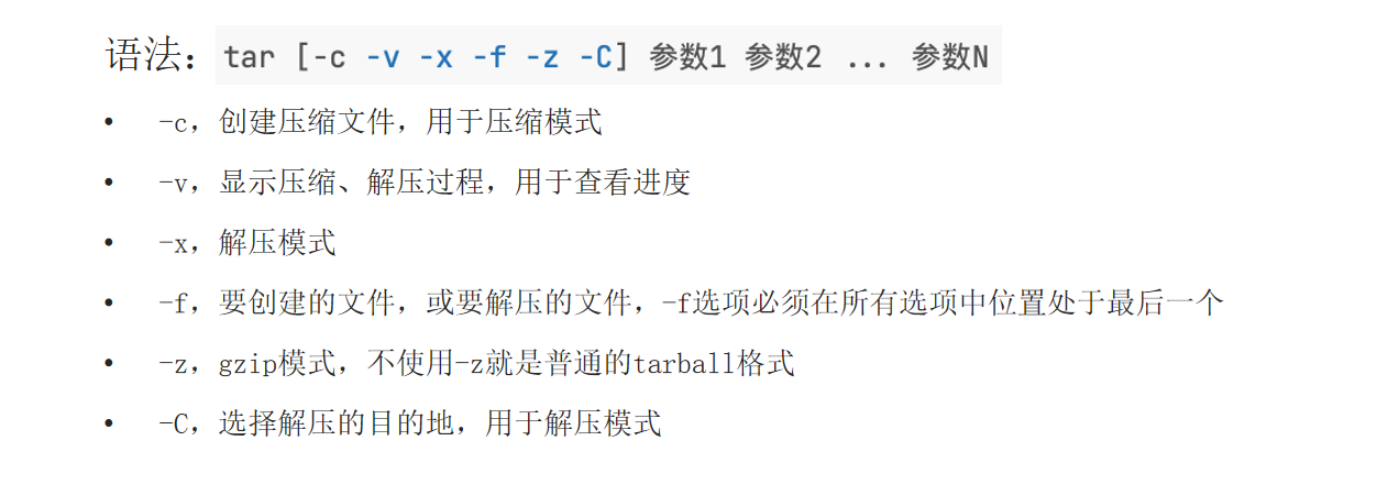 语法：tar [-c -v -x -f -z -C] 参数1 参数2 ... 参数N
• -c，创建压缩文件，用于压缩模式
• -v，显示压缩、解压过程，用于查看进度
• -x，解压模式
• -f，要创建的文件，或要解压的文件，-f选项必须在所有选项中位置处于最后一个
• -z，gzip模式，不使用-z就是普通的tarball格式
• -C，选择解压的目的地，用于解压模式